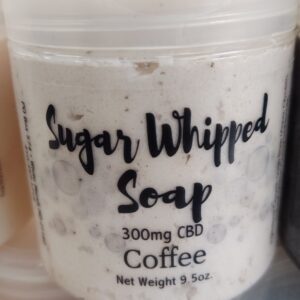 Sugar Whipped
Soap
300mg CBD
Coffee
Net Weight 9.5oz.